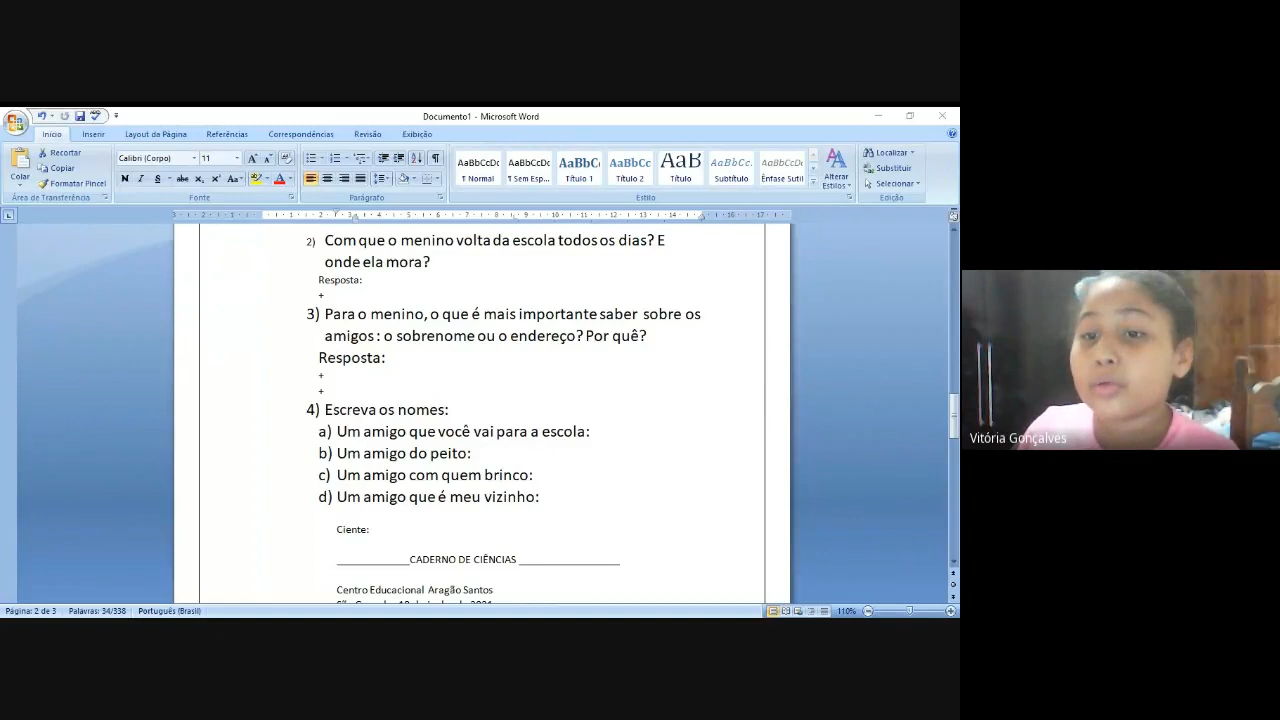 Documento1 - Microsoft Word
Início Inserir Layout da Página Referências Correspondências Revisão Exibição
Colar
Recortar
Copiar
Formatar Pincel
Calibri (Corpo) 11
AaBbCcDc AaBbCcDc AaBbCc AaBbCc AaB AaBbCc. AaBbCcDc
¶ Normal ¶ Sem Esp... Título 1 Título 2 Título Subtítulo Ênfase Sutil
Alterar Estilos
Localizar
Substituir
Selecionar
Área de Transferência Fonte Parágrafo Estilo Edição
2) Com que o menino volta da escola todos os dias? E
onde ela mora?
Resposta:
+
3) Para o menino, o que é mais importante saber sobre os
amigos : o sobrenome ou o endereço? Por quê?
Resposta:
+
+
4) Escreva os nomes:
a) Um amigo que você vai para a escola:
b) Um amigo do peito:
c) Um amigo com quem brinco:
d) Um amigo que é meu vizinho:
Ciente:
______________CADERNO DE CIÊNCIAS ___________________
Centro Educacional Aragão Santos
Página: 2 de 3 Palavras: 34/338 Português (Brasil) 110%
Vitória Gonçalves